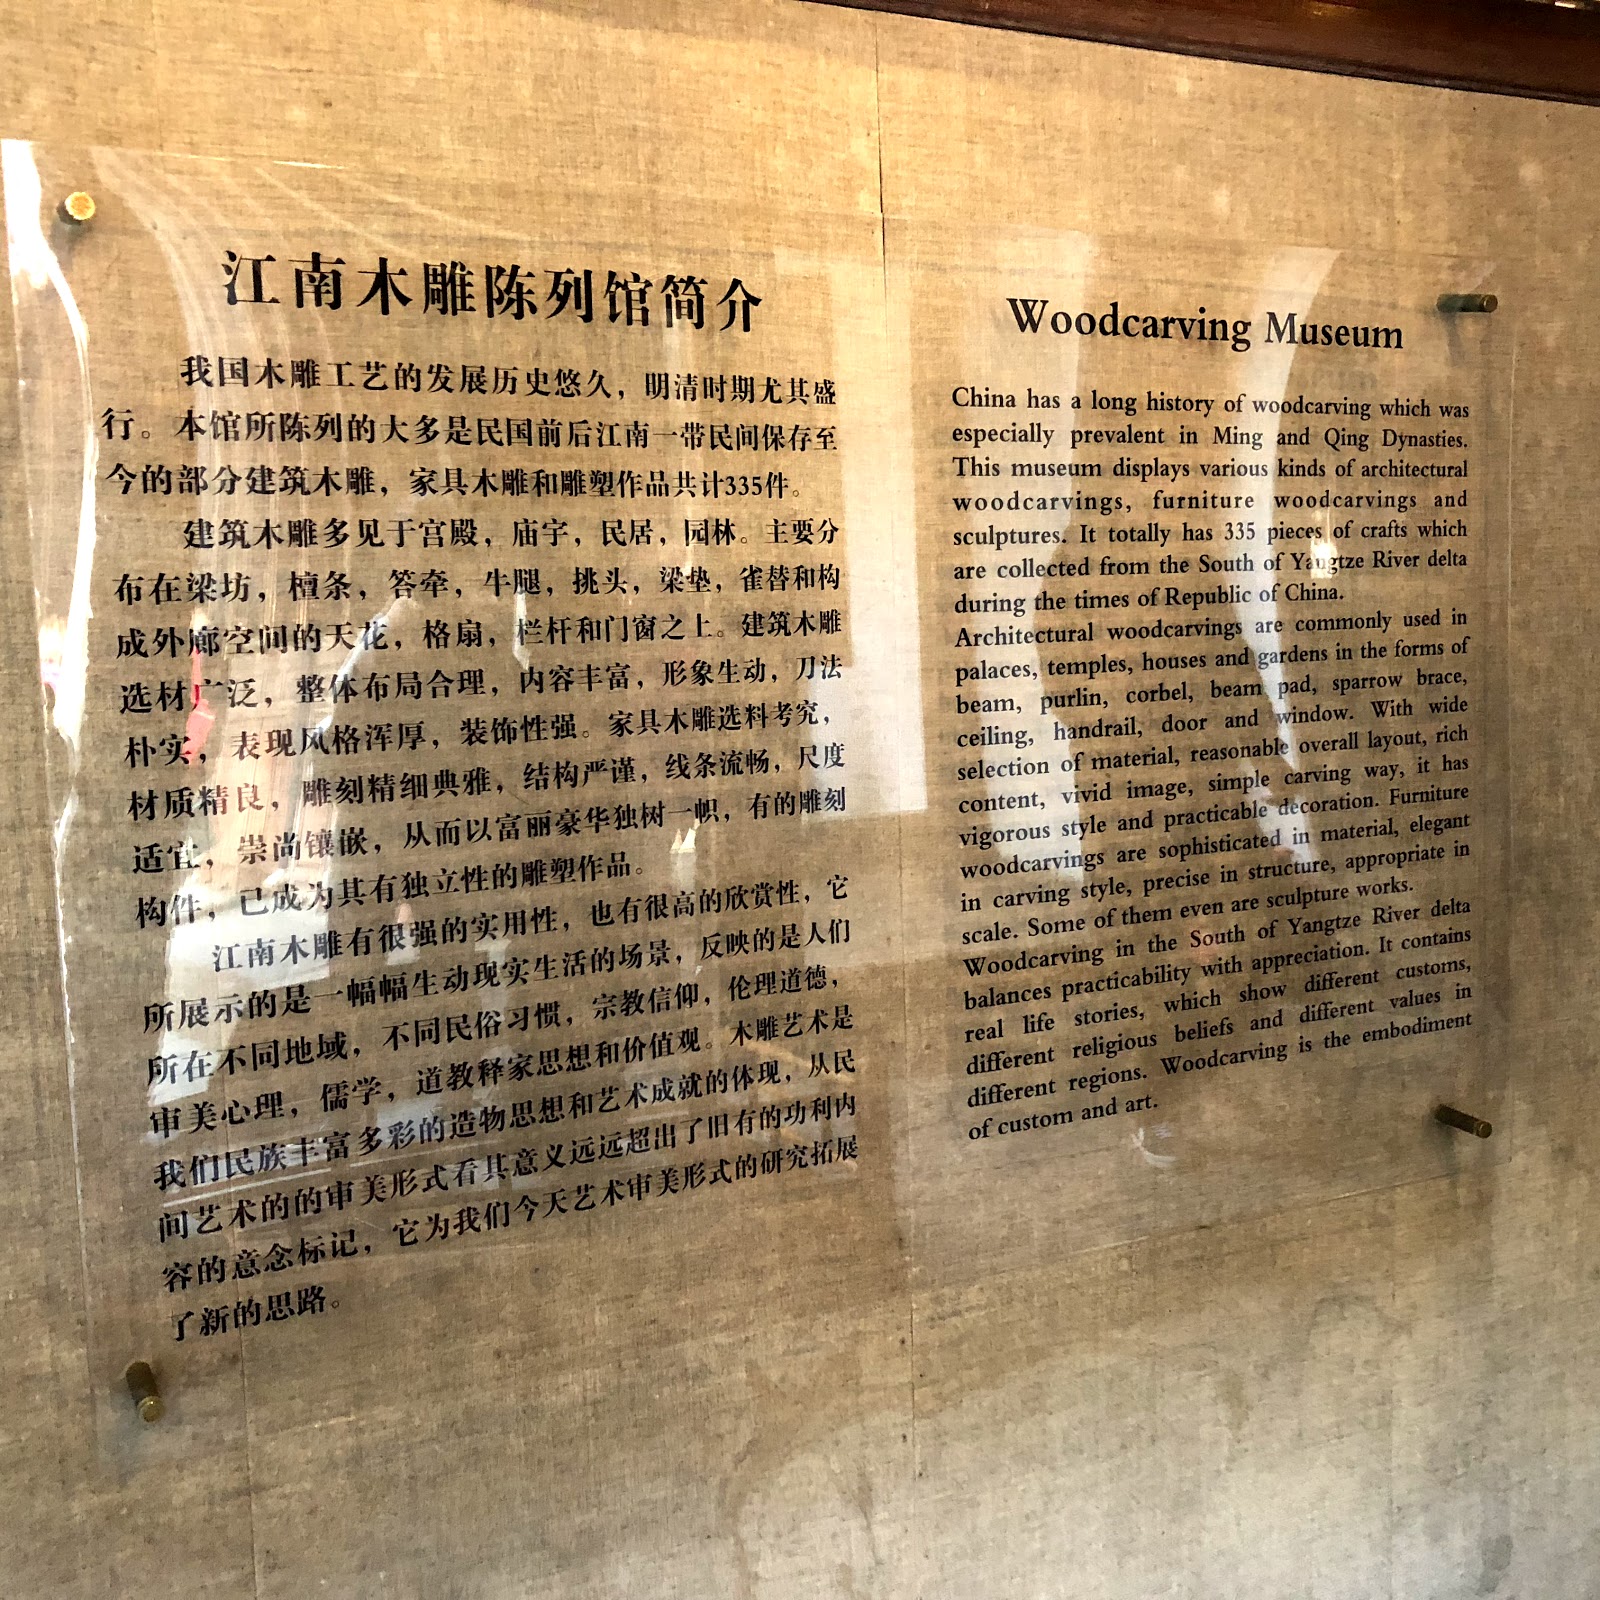 江南木雕陈列馆简介
我国木雕工艺的发展历史悠久，明清时期尤其盛
行。本馆所陈列的大多是民国前后江南一带民间保存至
今的部分建筑木雕，家具木雕和雕塑作品共计335件。
建筑木雕多见于宫殿，庙宇，民居，园林。主要分
布在梁坊，檀条，答牵，牛腿，挑头，梁垫，雀替和构
成外廊空间的天花，格扇，栏杆和门窗之上。建筑木雕
选材广泛，整体布局合理，内容丰富，形象生动，刀法
朴实，表现风格浑厚，装饰性强。家具木雕选料考究，
材质精良，雕刻精细典雅，结构严谨，线条流畅，尺度
适宜，崇尚镶嵌，从而以富丽豪华独树一帜，有的雕刻
构件，已成为其有独立性的雕塑作品。
江南木雕有很强的实用性，也有很高的欣赏性，它
所展示的是一幅幅生动现实生活的场景，反映的是人们
所在不同地域，不同民俗习惯，宗教信仰，伦理道德，
审美心理，儒学，道教释家思想和价值观。木雕艺术是
我们民族丰富多彩的造物思想和艺术成就的体现，从民
间艺术的的审美形式看其意义远远超出了旧有的功利内
容的意念标记，它为我们今天艺术审美形式的研究拓展
了新的思路。
Woodcarving Museum
China has a long history of woodcarving which was
especially prevalent in Ming and Qing Dynasties.
This museum displays various kinds of architectural
woodcarvings, furniture woodcarvings and
sculptures. It totally has 335 pieces of crafts which
are collected from the South of Yangtze River delta
during the times of Republic of China.
Architectural woodcarvings are commonly used in
palaces, temples, houses and gardens in the forms of
beam, purlin, corbel, beam pad, sparrow brace,
ceiling, handrail, door and window. With wide
selection of material, reasonable overall layout, rich
content, vivid image, simple carving way, it has
vigorous style and practicable decoration. Furniture
woodcarvings are sophisticated in material, elegant
in carving style, precise in structure, appropriate in
scale. Some of them even are sculpture works.
Woodcarving in the South of Yangtze River delta
balances practicability with appreciation. It contains
real life stories, which show different customs,
different religious beliefs and different values in
different regions. Woodcarving is the embodiment
of custom and art.